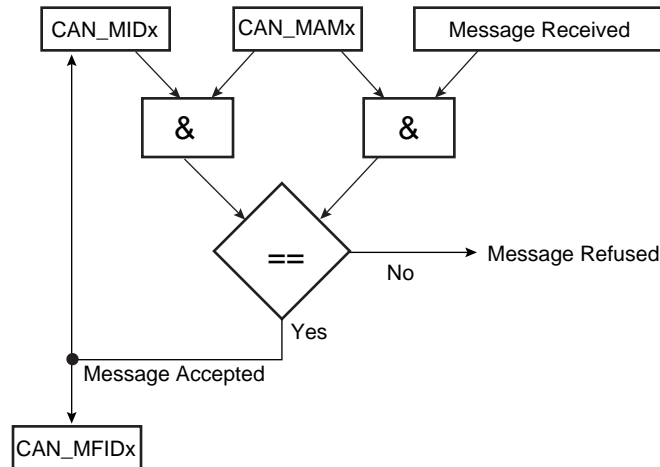 CAN_MIDx
CAN_MAMx
Message Received
&
&
==
No
Message Refused
Yes
Message Accepted
CAN_MFIDx